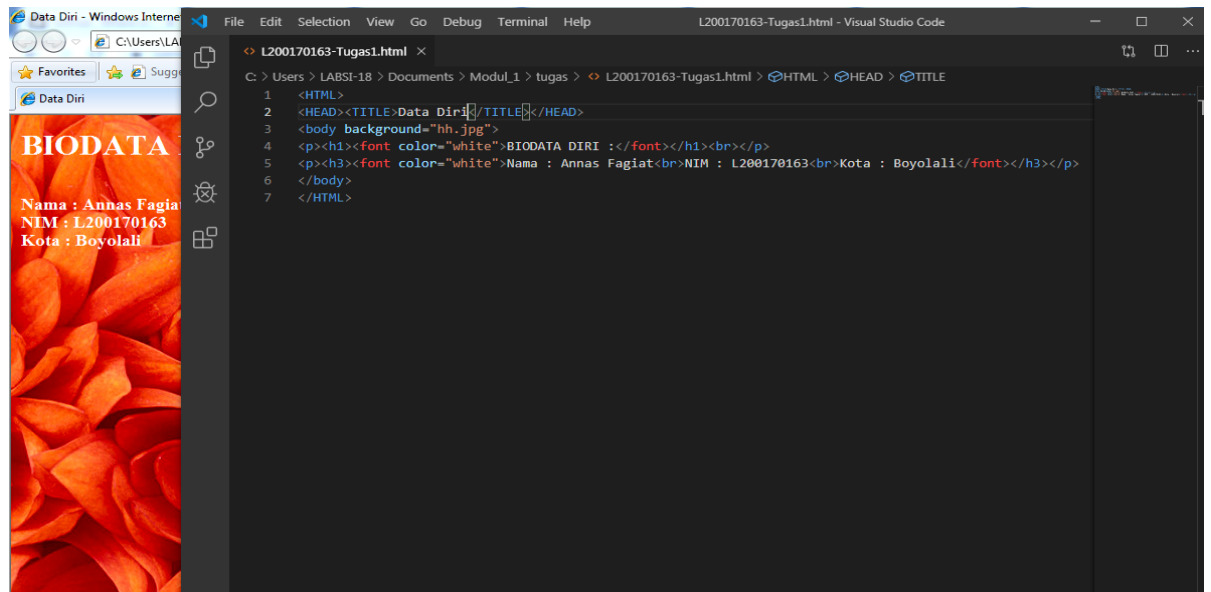 Data Diri - Windows Interne
C:\Users\LA
Favorites
Sugge
Data Diri
BIODATA
Nama : Annas Fagia
NIM : L200170163
Kota : Boyolali
File Edit Selection View Go Debug Terminal Help
L200170163-Tugas1.html - Visual Studio Code
<> L200170163-Tugas1.html ×
C: > Users > LABSI-18 > Documents > Modul_1 > tugas > <> L200170163-Tugas1.html > HTML > HEAD > TITLE
1 <HTML>
2 <HEAD><TITLE>Data Diri</TITLE></HEAD>
3 <body background="hh.jpg">
4 <p><h1><font color="white">BIODATA DIRI :</font></h1><br></p>
5 <p><h3><font color="white">Nama : Annas Fagiat<br>NIM : L200170163<br>Kota : Boyolali</font></h3></p>
6 </body>
7 </HTML>